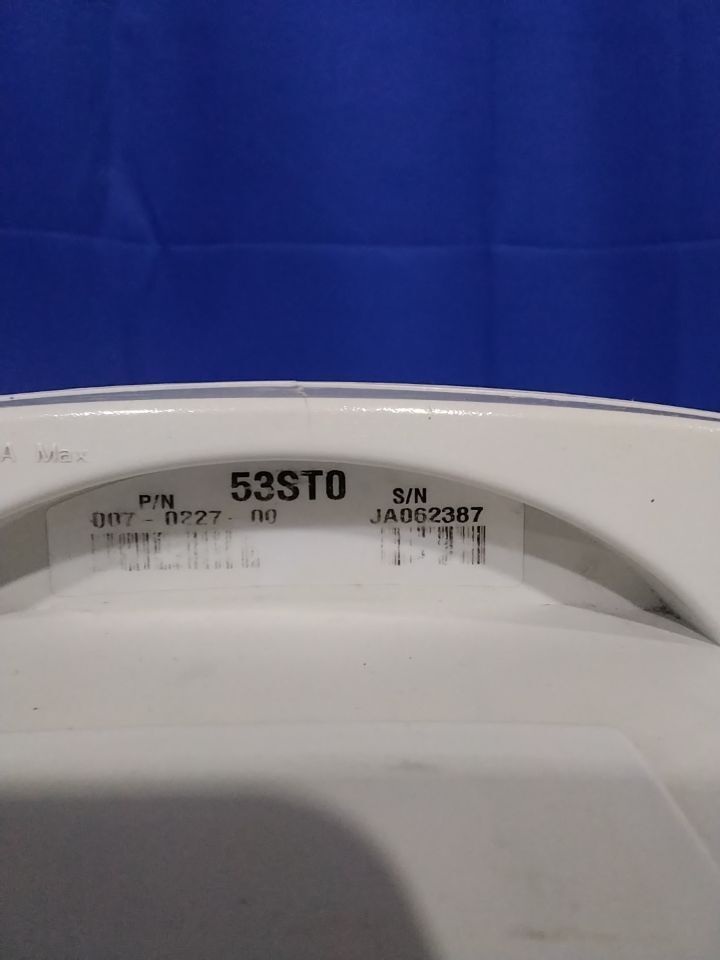 A Max
53ST0
P/N
S/N
007-0227-00
JA062387